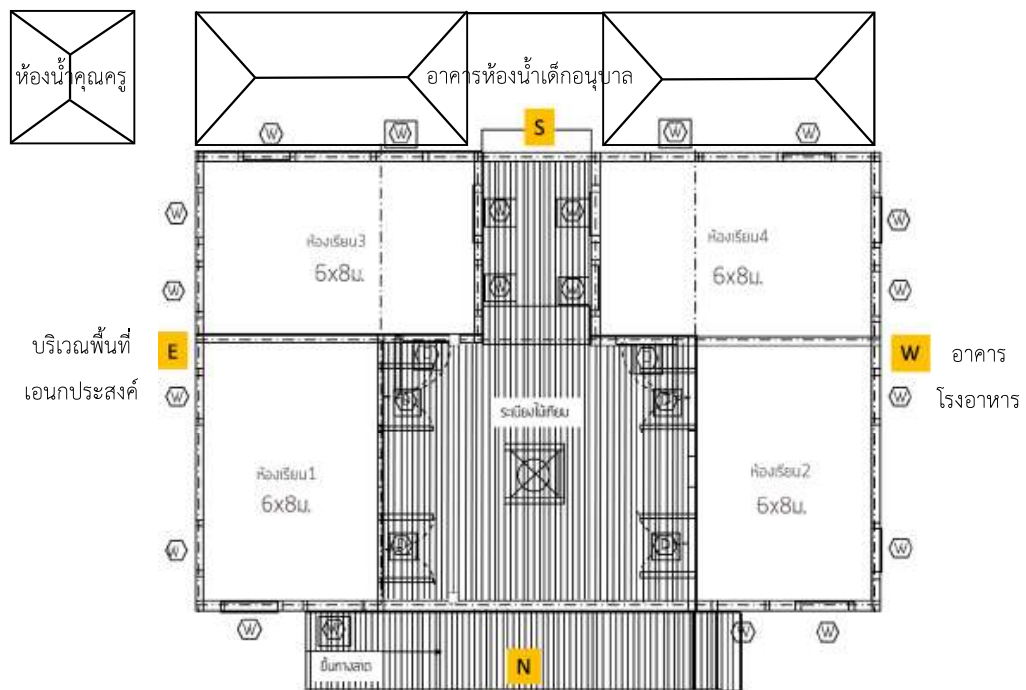 ห้องน้ำคุณครู
อาคารห้องน้ำเด็กอนุบาล
S
W W W W
W W W W
ห้องเรียน3
6x8ม.
ห้องเรียน4
6x8ม.
W W W W
บริเวณพื้นที่
เอนกประสงค์
E
D D
W
อาคาร
โรงอาหาร
W D D W
ระเบียงไม้เทียม
ห้องเรียน1
6x8ม.
ห้องเรียน2
6x8ม.
W D D W
W W W W
ขึ้นทางลาด
N